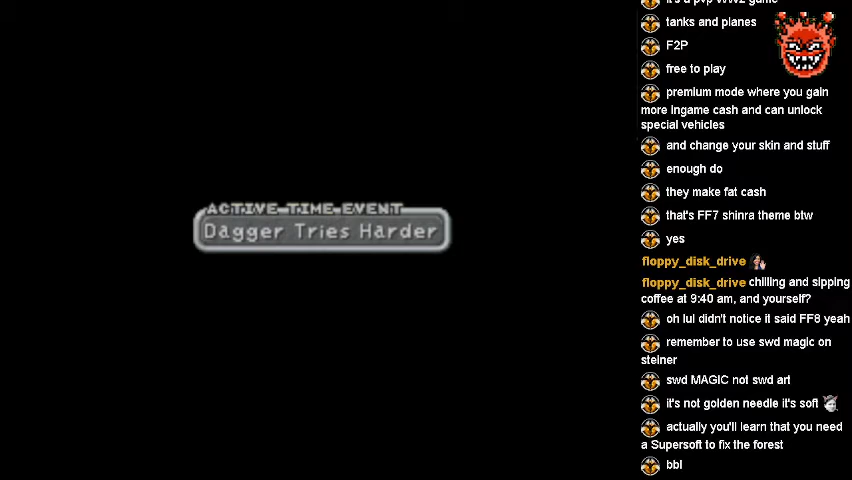 it's a pvp WW2 game
tanks and planes
F2P
free to play
premium mode where you gain
more ingame cash and can unlock
special vehicles
and change your skin and stuff
enough do
they make fat cash
that's FF7 shinra theme btw
yes
floppy_disk_drive
floppy_disk_drive chilling and sipping
coffee at 9:40 am, and yourself?
oh lul didn't notice it said FF8 yeah
remember to use swd magic on
steiner
swd MAGIC not swd art
it's not golden needle it's soft
actually you'll learn that you need
a Supersoft to fix the forest
bbl
ACTIVE TIME EVENT
Dagger Tries Harder